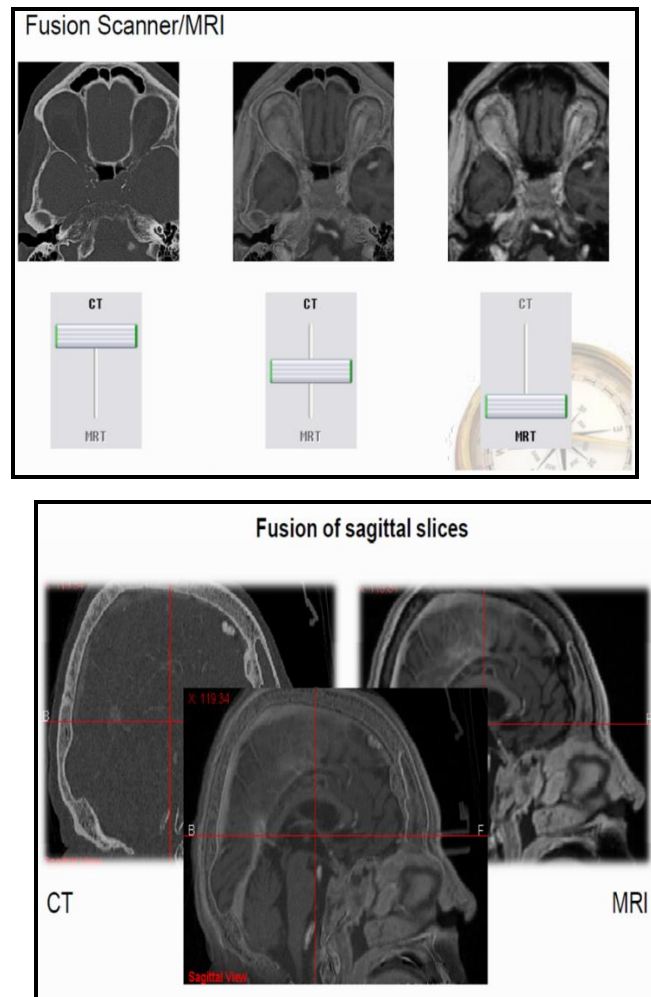 Fusion Scanner/MRI
CT
MRT
CT
MRT
CT
MRT
Fusion of sagittal slices
X: 119.34
B
F
Sagittal View
CT
MRI